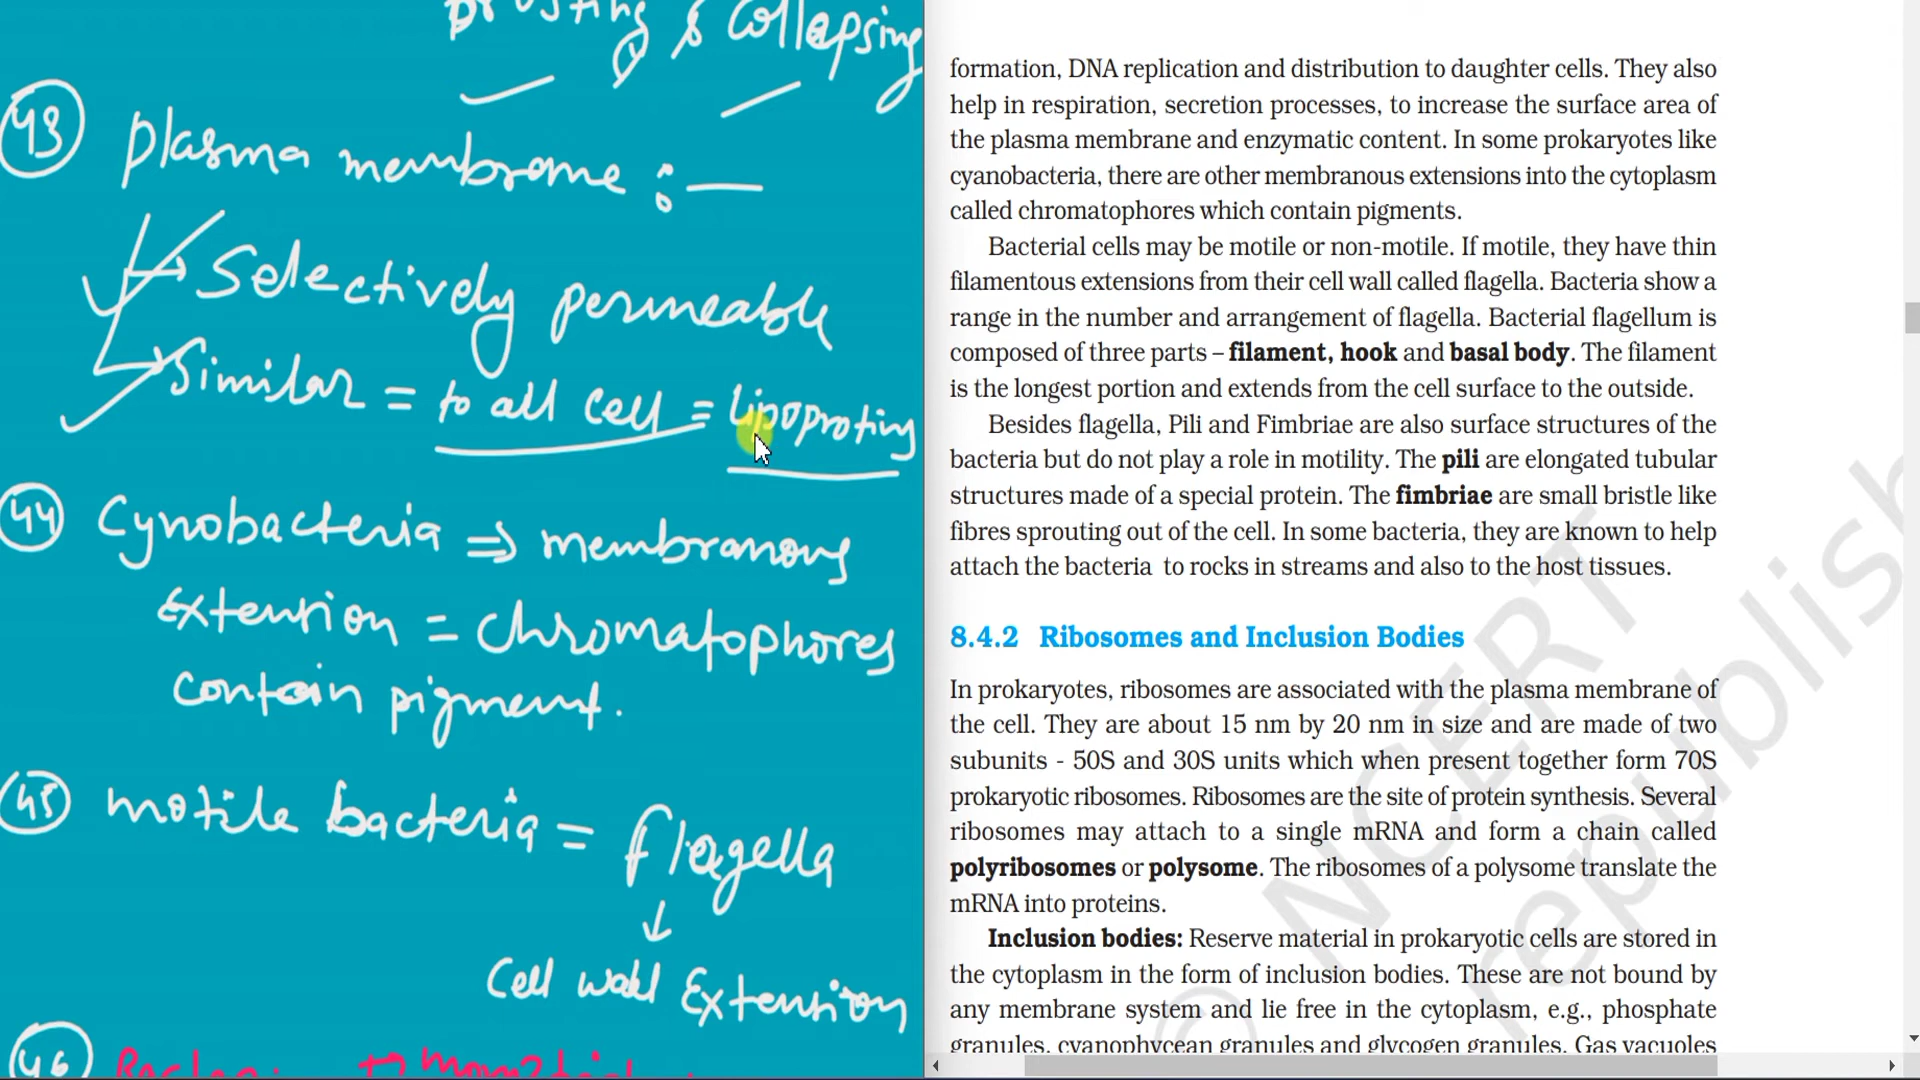 & collapsing
43 plasma membrane :-
→ Selectively permeable
→ Similar = to all cell = Lipoproting
44 Cynobacteria ⇒ membranous
Extention = Chromatophores
contain pigment.
45 motile bacteria = flagella
↓
Cell wall Extension
46
formation, DNA replication and distribution to daughter cells. They also
help in respiration, secretion processes, to increase the surface area of
the plasma membrane and enzymatic content. In some prokaryotes like
cyanobacteria, there are other membranous extensions into the cytoplasm
called chromatophores which contain pigments.
Bacterial cells may be motile or non-motile. If motile, they have thin
filamentous extensions from their cell wall called flagella. Bacteria show a
range in the number and arrangement of flagella. Bacterial flagellum is
composed of three parts – filament, hook and basal body. The filament
is the longest portion and extends from the cell surface to the outside.
Besides flagella, Pili and Fimbriae are also surface structures of the
bacteria but do not play a role in motility. The pili are elongated tubular
structures made of a special protein. The fimbriae are small bristle like
fibres sprouting out of the cell. In some bacteria, they are known to help
attach the bacteria to rocks in streams and also to the host tissues.
8.4.2 Ribosomes and Inclusion Bodies
In prokaryotes, ribosomes are associated with the plasma membrane of
the cell. They are about 15 nm by 20 nm in size and are made of two
subunits - 50S and 30S units which when present together form 70S
prokaryotic ribosomes. Ribosomes are the site of protein synthesis. Several
ribosomes may attach to a single mRNA and form a chain called
polyribosomes or polysome. The ribosomes of a polysome translate the
mRNA into proteins.
Inclusion bodies: Reserve material in prokaryotic cells are stored in
the cytoplasm in the form of inclusion bodies. These are not bound by
any membrane system and lie free in the cytoplasm, e.g., phosphate
granules, cyanophycean granules and glycogen granules. Gas vacuoles
© NCERT
republish